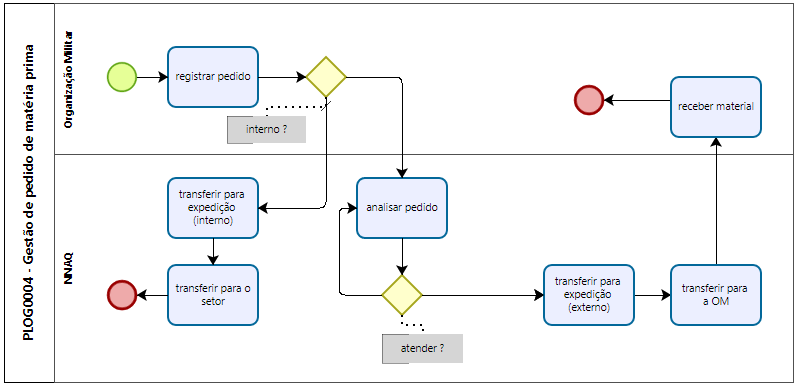 PLOG0004 - Gestão de pedido de matéria prima
Organização Militar
registrar pedido
interno ?
receber material
NNAQ
transferir para
expedição
(interno)
analisar pedido
transferir para o
setor
atender ?
transferir para
expedição
(externo)
transferir para
a OM